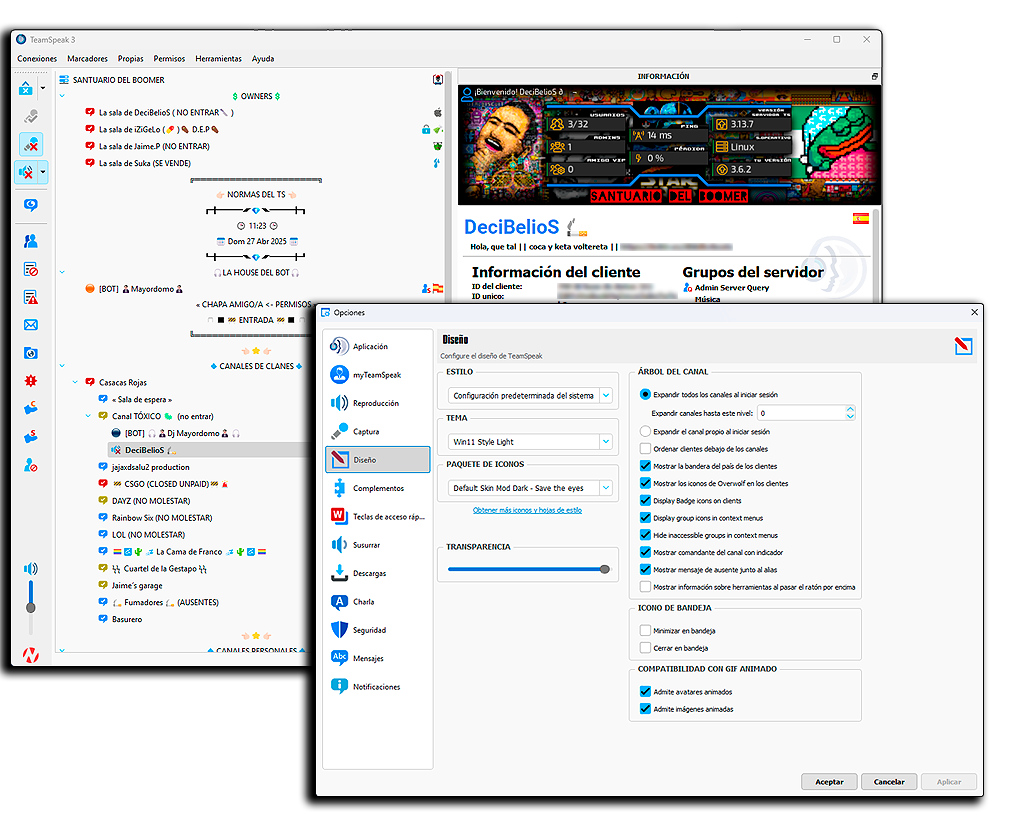 TeamSpeak 3
Conexiones Marcadores Propias Permisos Herramientas Ayuda
SANTUARIO DEL BOOMER
$ OWNERS $
La sala de DeciBelioS ( NO ENTRAR )
La sala de iZiGeLo ( ) D.E.P
La sala de Jaime.P (NO ENTRAR)
La sala de Suka (SE VENDE)
NORMAS DEL TS
11:23
Dom 27 Abr 2025
LA HOUSE DEL BOT
[BOT] Mayordomo
« CHAPA AMIGO/A <- PERMISOS
ENTRADA
CANALES DE CLANES
Casacas Rojas
« Sala de espera »
Canal TÓXICO (no entrar)
[BOT] Dj Mayordomo
DeciBelioS
jajaxdsalu2 production
CSGO (CLOSED UNPAID)
DAYZ (NO MOLESTAR)
Rainbow Six (NO MOLESTAR)
LOL (NO MOLESTAR)
La Cama de Franco
Cuartel de la Gestapo
Jaime's garage
Fumadores (AUSENTES)
Basurero
CANALES PERSONALES
INFORMACIÓN
¡Bienvenido! DeciBelioS ð ~
USUARIOS
3/32
ADMINS
1
AMIGO VIP
0
PING
14 ms
PÉRDIDA
0 %
VERSIÓN
SERVIDOR TS
3.13.7
Linux
TU VERSIÓN
3.6.2
SANTUARIO DEL BOOMER
DeciBelioS
Hola, que tal || coca y keta voltereta ||
Información del cliente
ID del cliente:
ID unico:
Grupos del servidor
Admin Server Query
Música
Opciones
Aplicación
myTeamSpeak
Reproducción
Captura
Diseño
Complementos
Teclas de acceso ráp...
Susurrar
Descargas
Charla
Seguridad
Mensajes
Notificaciones
Diseño
Configure el diseño de TeamSpeak
ESTILO
Configuración predeterminada del sistema
TEMA
Win11 Style Light
PAQUETE DE ICONOS
Default Skin Mod Dark - Save the eyes
Obtener más iconos y hojas de estilo
TRANSPARENCIA
ÁRBOL DEL CANAL
Expandir todos los canales al iniciar sesión
Expandir canales hasta este nivel: 0
Expandir el canal propio al iniciar sesión
Ordenar clientes debajo de los canales
Mostrar la bandera del país de los clientes
Mostrar los iconos de Overwolf en los clientes
Display Badge icons on clients
Display group icons in context menus
Hide inaccessible groups in context menus
Mostrar comandante del canal con indicador
Mostrar mensaje de ausente junto al alias
Mostrar información sobre herramientas al pasar el ratón por encima
ICONO DE BANDEJA
Minimizar en bandeja
Cerrar en bandeja
COMPATIBILIDAD CON GIF ANIMADO
Admite avatares animados
Admite imágenes animadas
Aceptar Cancelar Aplicar